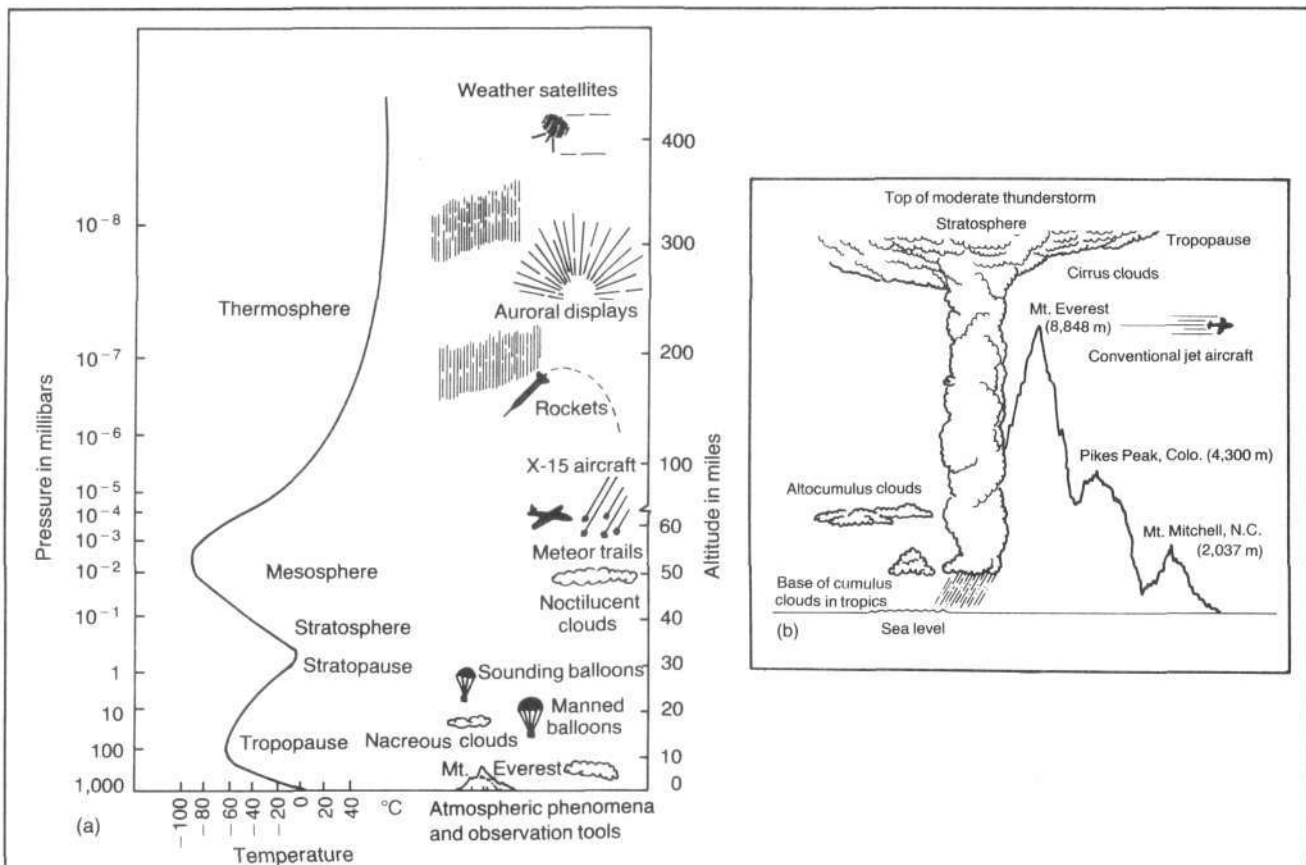 Weather satellites
400
10⁻⁸
300
Thermosphere
Auroral displays
10⁻⁷
200
Rockets
10⁻⁶
X-15 aircraft
100
10⁻⁵
10⁻⁴
60
10⁻³
Meteor trails
10⁻²
Mesosphere
50
Noctilucent
clouds
10⁻¹
40
Stratosphere
Stratopause
30
1
Sounding balloons
10
Manned
balloons
20
Tropopause
Nacreous clouds
100
10
Mt. Everest
1,000
0
−100
−80
−60
−40
−20
0
20
40
°C
Atmospheric phenomena
and observation tools
(a)
Temperature
Pressure in millibars
Altitude in miles
Top of moderate thunderstorm
Stratosphere
Tropopause
Cirrus clouds
Mt. Everest
(8,848 m)
Conventional jet aircraft
Pikes Peak, Colo. (4,300 m)
Altocumulus clouds
Mt. Mitchell, N.C.
(2,037 m)
Base of cumulus
clouds in tropics
(b)
Sea level